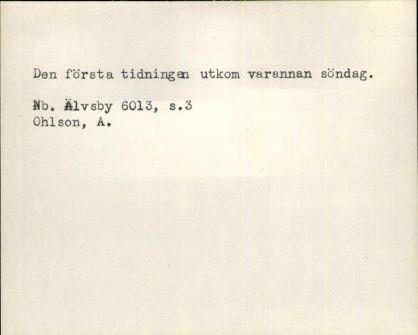 Den första tidningen utkom varannan söndag.
Nb. Älvsby 6013, s.3
Ohlson, A.